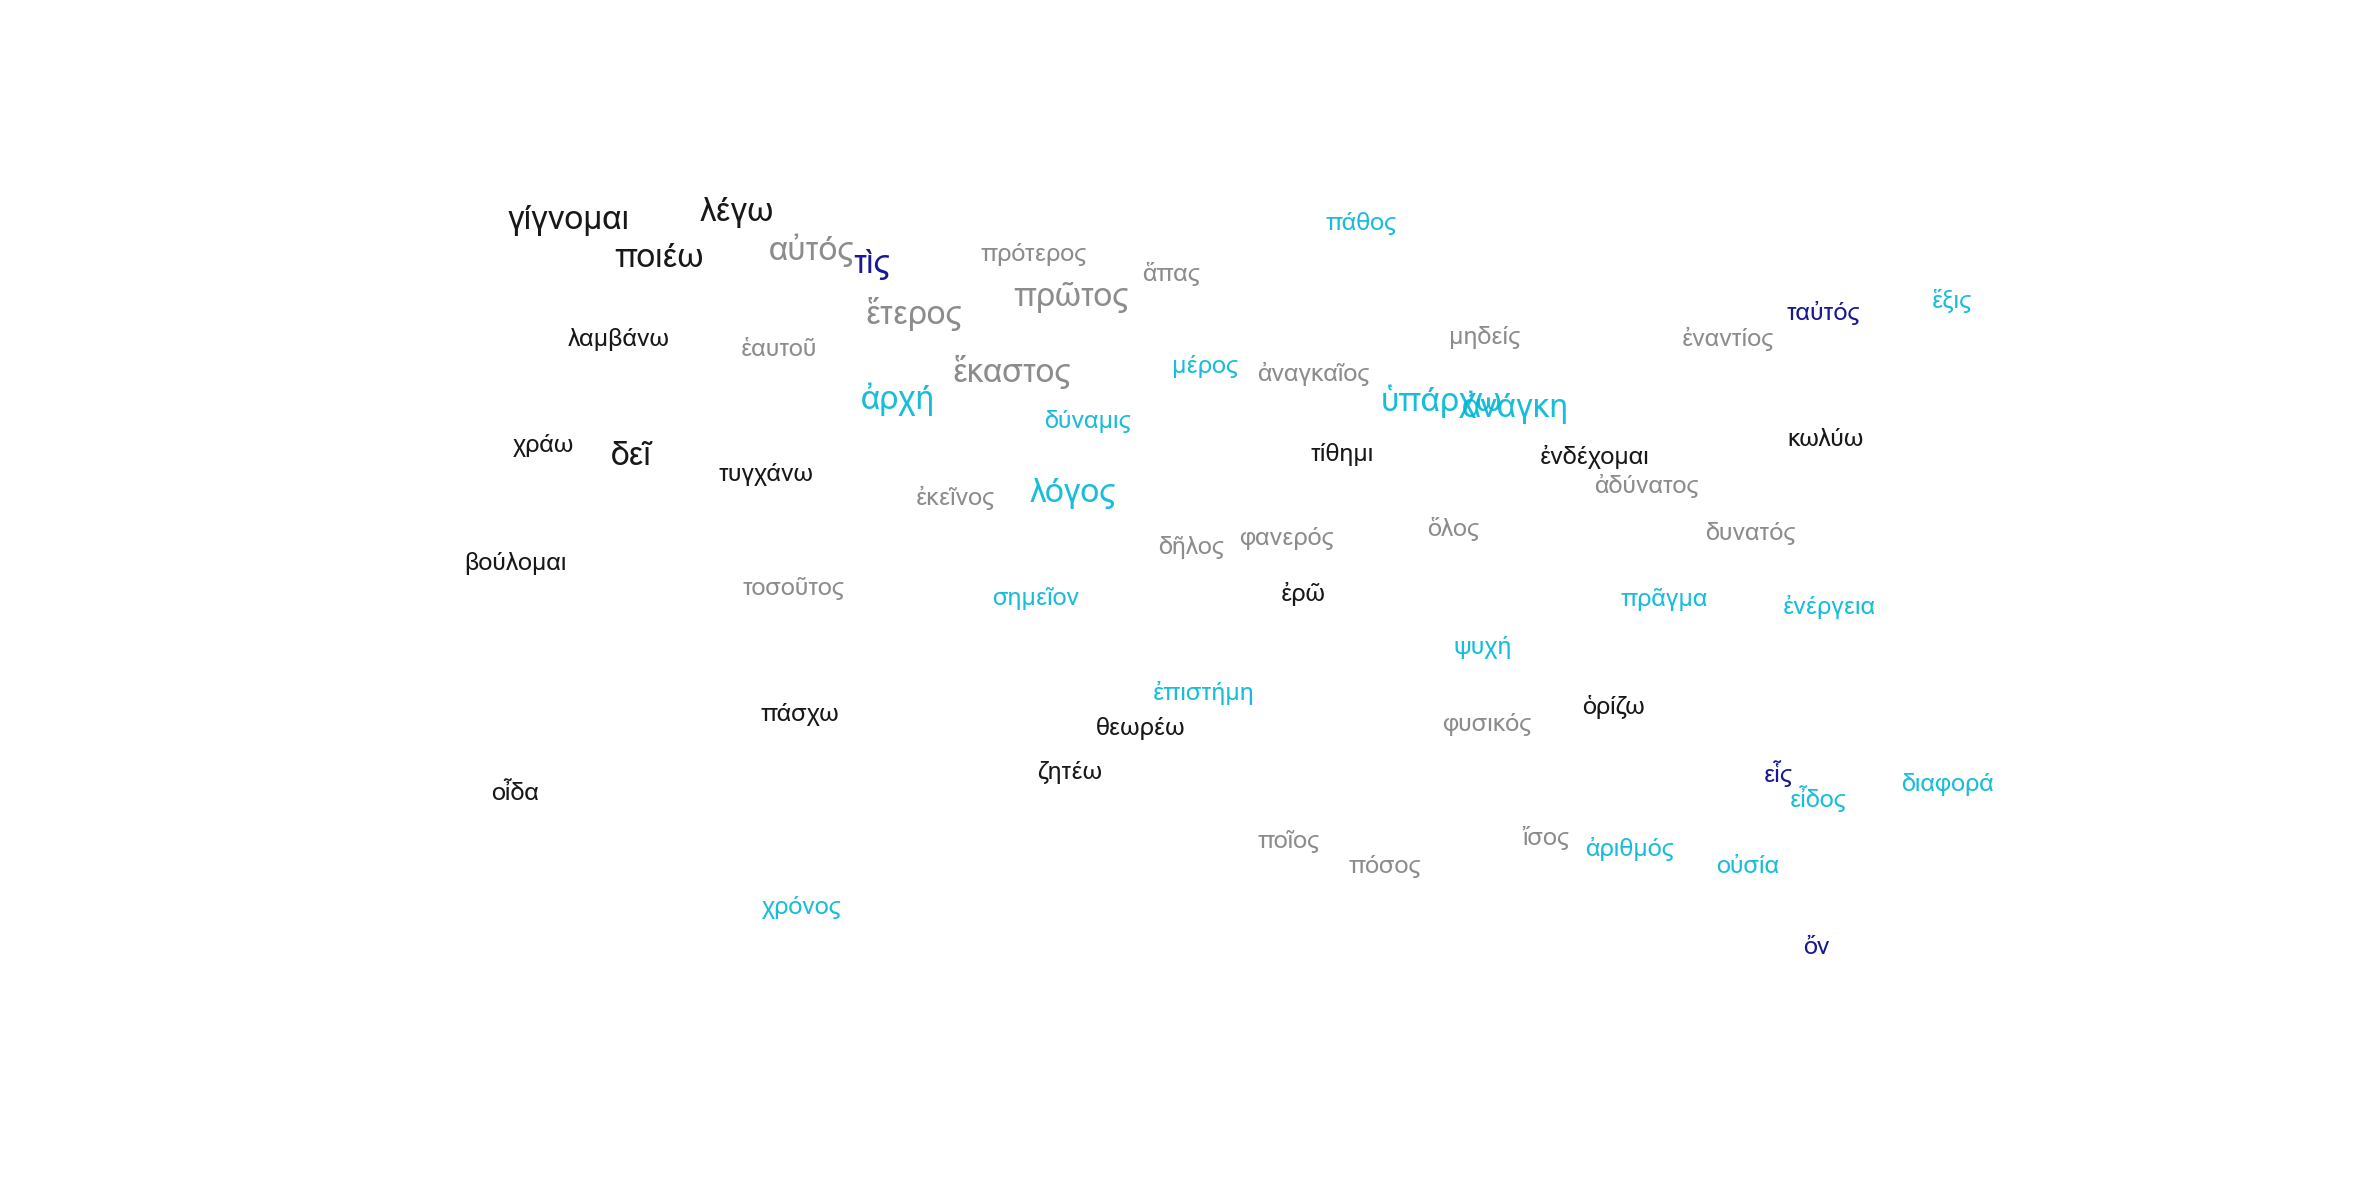 λέγω
γίγνομαι
πάθος
αὐτός
πρότερος
ποιέω
τὶς
ἅπας
πρῶτος
ἕξις
ταὐτός
ἕτερος
μηδείς
λαμβάνω
ἐναντίος
ἑαυτοῦ
μέρος
ἕκαστος
ἀναγκαῖος
ἀρχή
ὑπάρχω
ἀνάγκη
δύναμις
κωλύω
χράω
δεῖ
τίθημι
ἐνδέχομαι
τυγχάνω
ἀδύνατος
λόγος
ἐκεῖνος
ὅλος
δυνατός
φανερός
δῆλος
βούλομαι
τοσοῦτος
ἐρῶ
σημεῖον
πρᾶγμα
ἐνέργεια
ψυχή
ἐπιστήμη
ὁρίζω
πάσχω
φυσικός
θεωρέω
ζητέω
εἷς
διαφορά
οἶδα
εἶδος
ἴσος
ποῖος
ἀριθμός
πόσος
οὐσία
χρόνος
ὄν